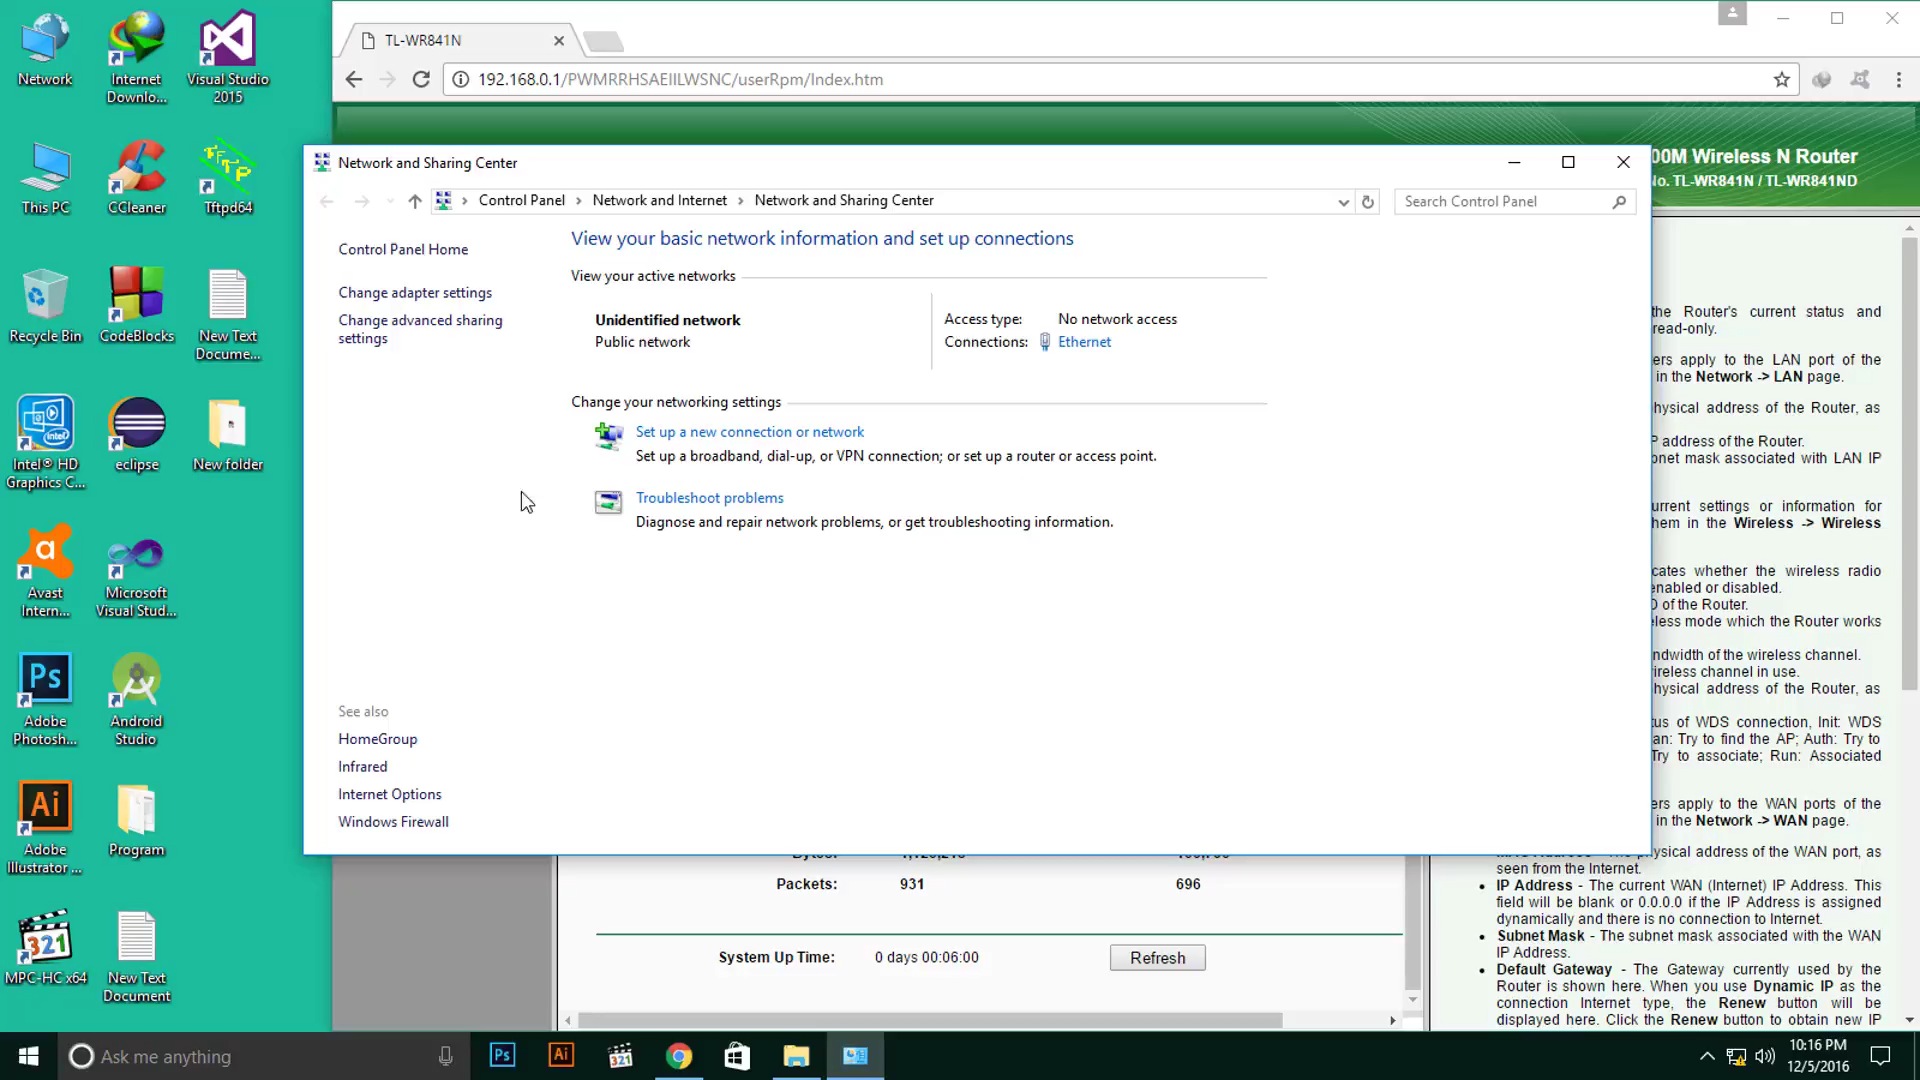 Network
Internet
Downlo...
Visual Studio
2015
This PC
CCleaner
Tftpd64
Recycle Bin
CodeBlocks
New Text
Docume...
Intel® HD
Graphics C...
eclipse
New folder
Avast
Intern...
Microsoft
Visual Stud...
Adobe
Photosh...
Android
Studio
Adobe
Illustrator ...
Program
MPC-HC x64
New Text
Document
TL-WR841N
192.168.0.1/PWMRRHSAEIILWSNC/userRpm/Index.htm
00M Wireless N Router
No. TL-WR841N / TL-WR841ND
Network and Sharing Center
Control Panel
Network and Internet
Network and Sharing Center
Search Control Panel
Control Panel Home
Change adapter settings
Change advanced sharing
settings
View your basic network information and set up connections
View your active networks
Unidentified network
Public network
Access type: No network access
Connections: Ethernet
Change your networking settings
Set up a new connection or network
Set up a broadband, dial-up, or VPN connection; or set up a router or access point.
Troubleshoot problems
Diagnose and repair network problems, or get troubleshooting information.
See also
HomeGroup
Infrared
Internet Options
Windows Firewall
the Router's current status and
read-only.
ers apply to the LAN port of the
in the Network -> LAN page.
hysical address of the Router, as
P address of the Router.
bnet mask associated with LAN IP
urrent settings or information for
hem in the Wireless -> Wireless
cates whether the wireless radio
enabled or disabled.
D of the Router.
eless mode which the Router works
ndwidth of the wireless channel.
ireless channel in use.
hysical address of the Router, as
tus of WDS connection, Init: WDS
an: Try to find the AP; Auth: Try to
Try to associate; Run: Associated
ers apply to the WAN ports of the
in the Network -> WAN page.
physical address of the WAN port, as
seen from the Internet.
IP Address - The current WAN (Internet) IP Address. This
field will be blank or 0.0.0.0 if the IP Address is assigned
dynamically and there is no connection to Internet.
Subnet Mask - The subnet mask associated with the WAN
IP Address.
Default Gateway - The Gateway currently used by the
Router is shown here. When you use Dynamic IP as the
connection Internet type, the Renew button will be
displayed here. Click the Renew button to obtain new IP
Packets: 931 696
System Up Time: 0 days 00:06:00
Refresh
Ask me anything
10:16 PM
12/5/2016